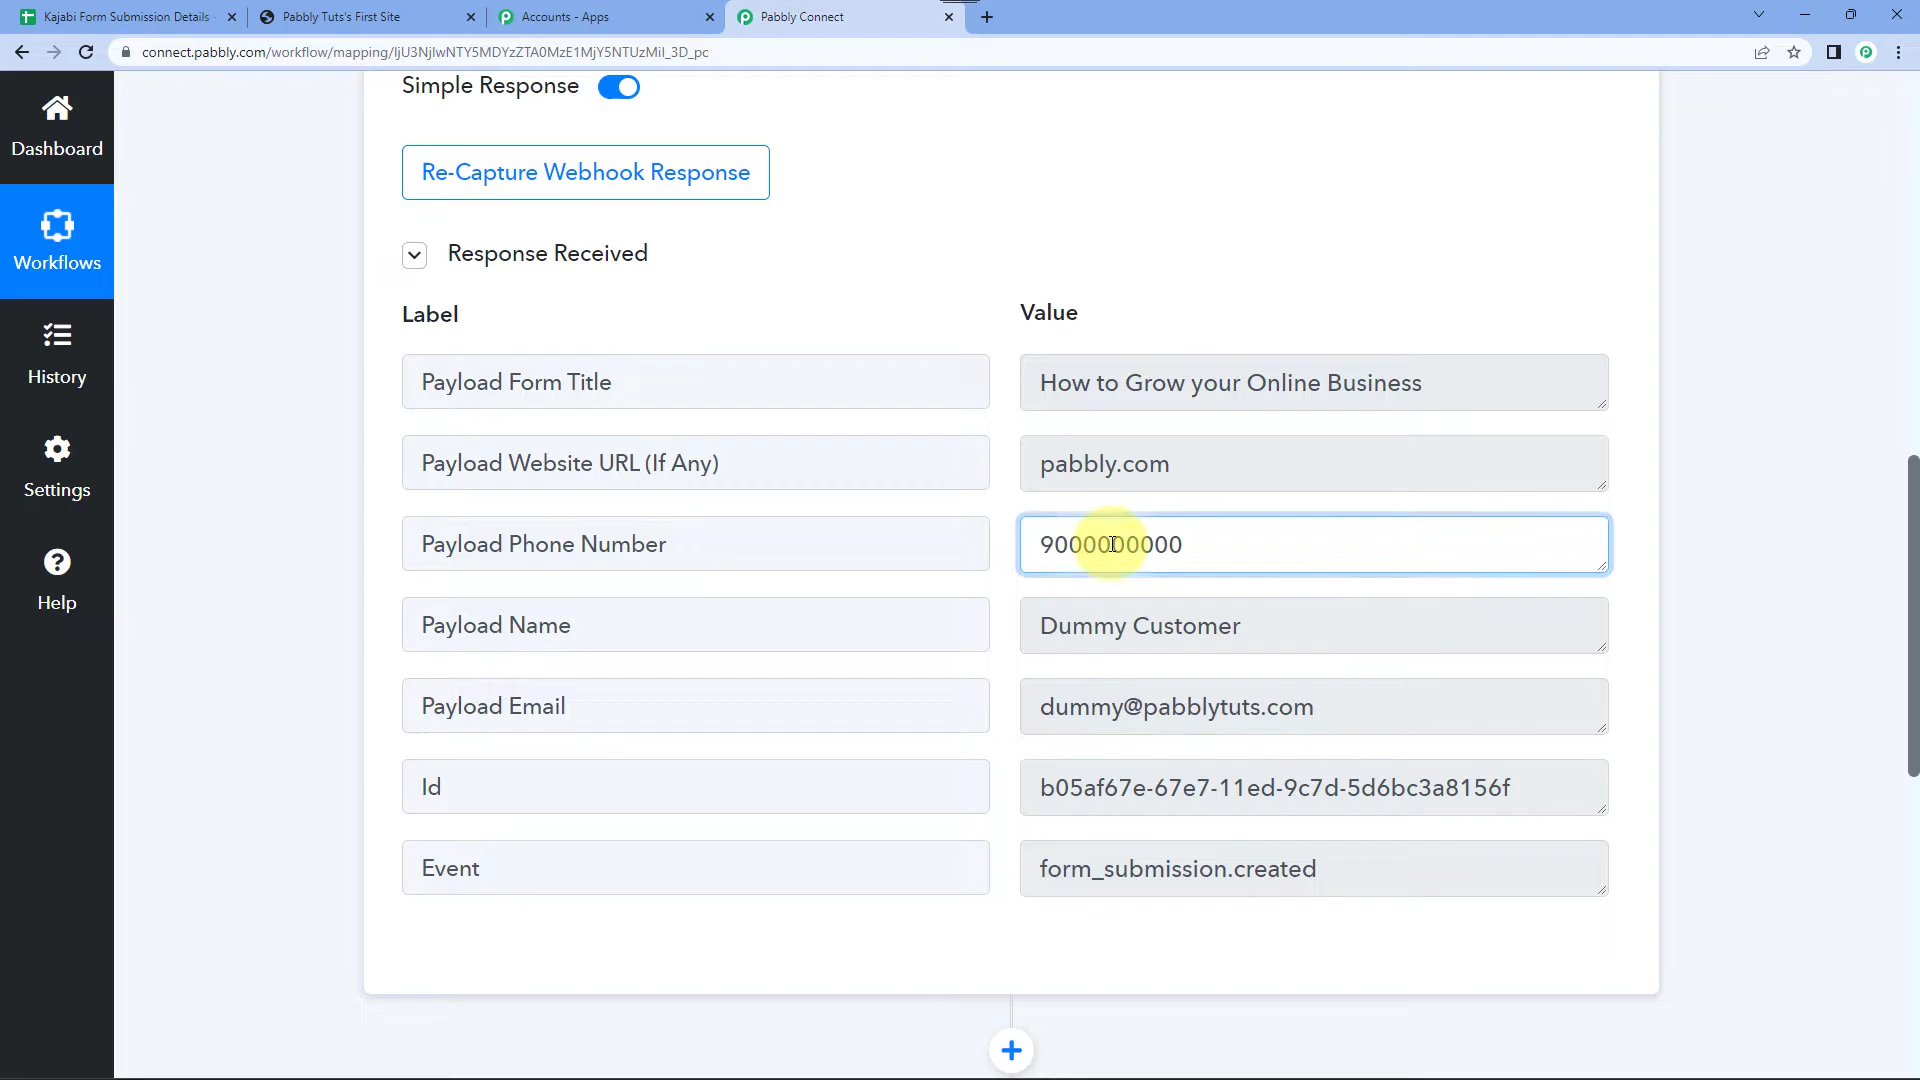 Kajabi Form Submission Details -
Pabbly Tuts's First Site
Accounts - Apps
Pabbly Connect
connect.pabbly.com/workflow/mapping/IjU3NjIwNTY5MDYzZTA0MzE1MjY5NTUzMiI_3D_pc
Dashboard
Workflows
History
Settings
Help
Simple Response
Re-Capture Webhook Response
Response Received
Label
Value
Payload Form Title
How to Grow your Online Business
Payload Website URL (If Any)
pabbly.com
Payload Phone Number
9000000000
Payload Name
Dummy Customer
Payload Email
dummy@pabblytuts.com
Id
b05af67e-67e7-11ed-9c7d-5d6bc3a8156f
Event
form_submission.created